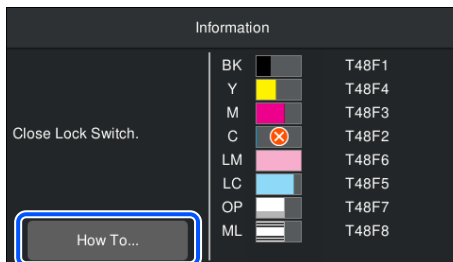 Information
BK T48F1
Y T48F4
M T48F3
Close Lock Switch.
C T48F2
LM T48F6
LC T48F5
OP T48F7
ML T48F8
How To...